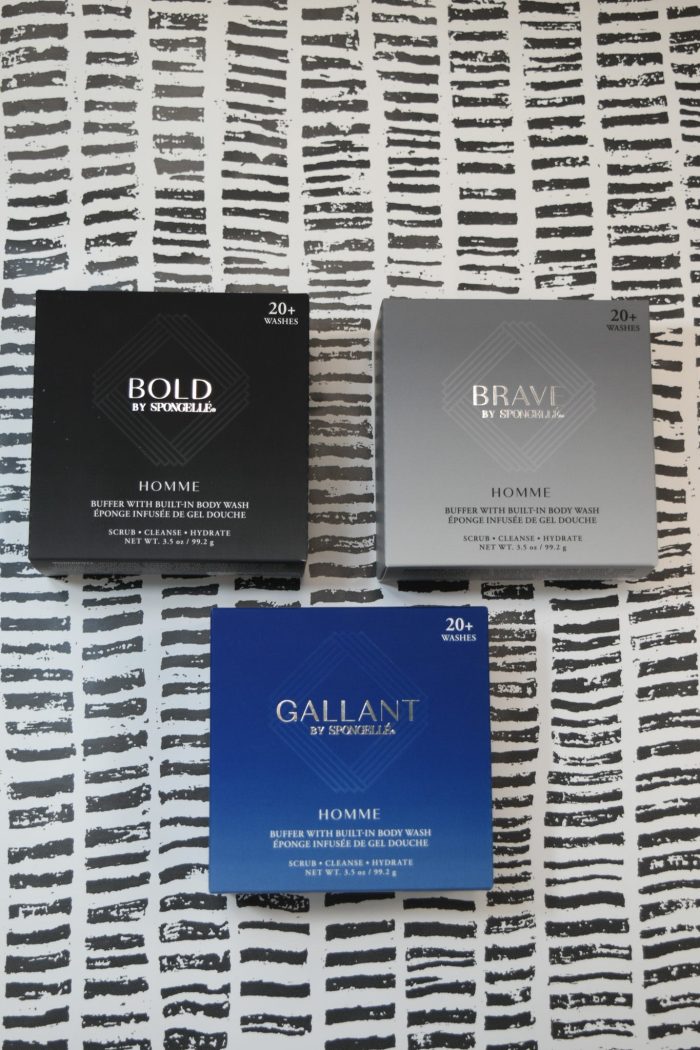 20+
WASHES
BOLD
BY SPONGELLÉ®
HOMME
BUFFER WITH BUILT-IN BODY WASH
ÉPONGE INFUSÉE DE GEL DOUCHE
SCRUB • CLEANSE • HYDRATE
NET WT. 3.5 oz / 99.2 g
20+
WASHES
BRAVE
BY SPONGELLÉ®
HOMME
BUFFER WITH BUILT-IN BODY WASH
ÉPONGE INFUSÉE DE GEL DOUCHE
SCRUB • CLEANSE • HYDRATE
NET WT. 3.5 oz / 99.2 g
20+
WASHES
GALLANT
BY SPONGELLÉ®
HOMME
BUFFER WITH BUILT-IN BODY WASH
ÉPONGE INFUSÉE DE GEL DOUCHE
SCRUB • CLEANSE • HYDRATE
NET WT. 3.5 oz / 99.2 g